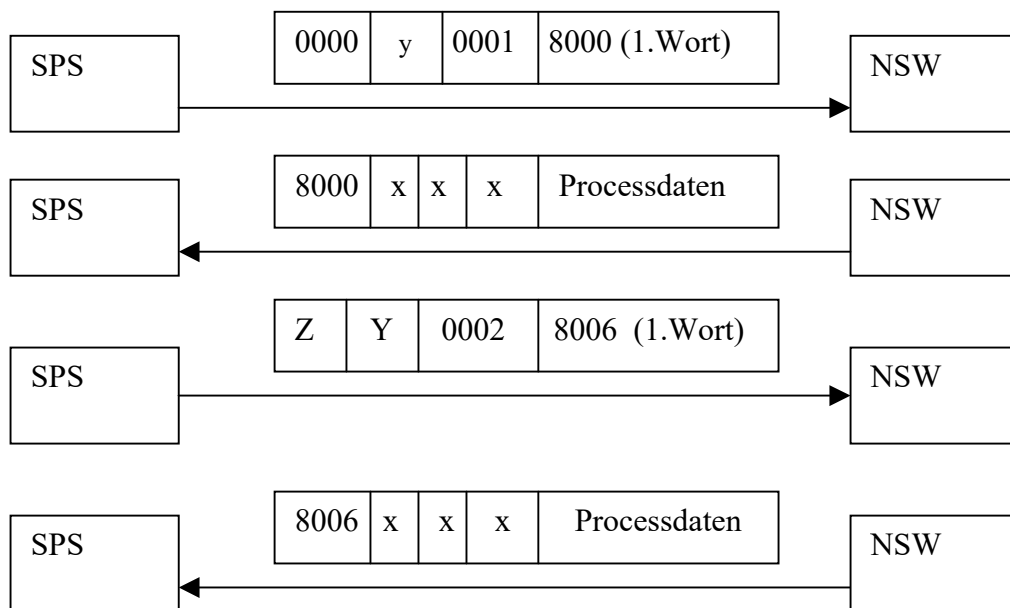 0000 y 0001 8000 (1.Wort)
SPS NSW
8000 x x x Processdaten
SPS NSW
Z Y 0002 8006 (1.Wort)
SPS NSW
8006 x x x Processdaten
SPS NSW